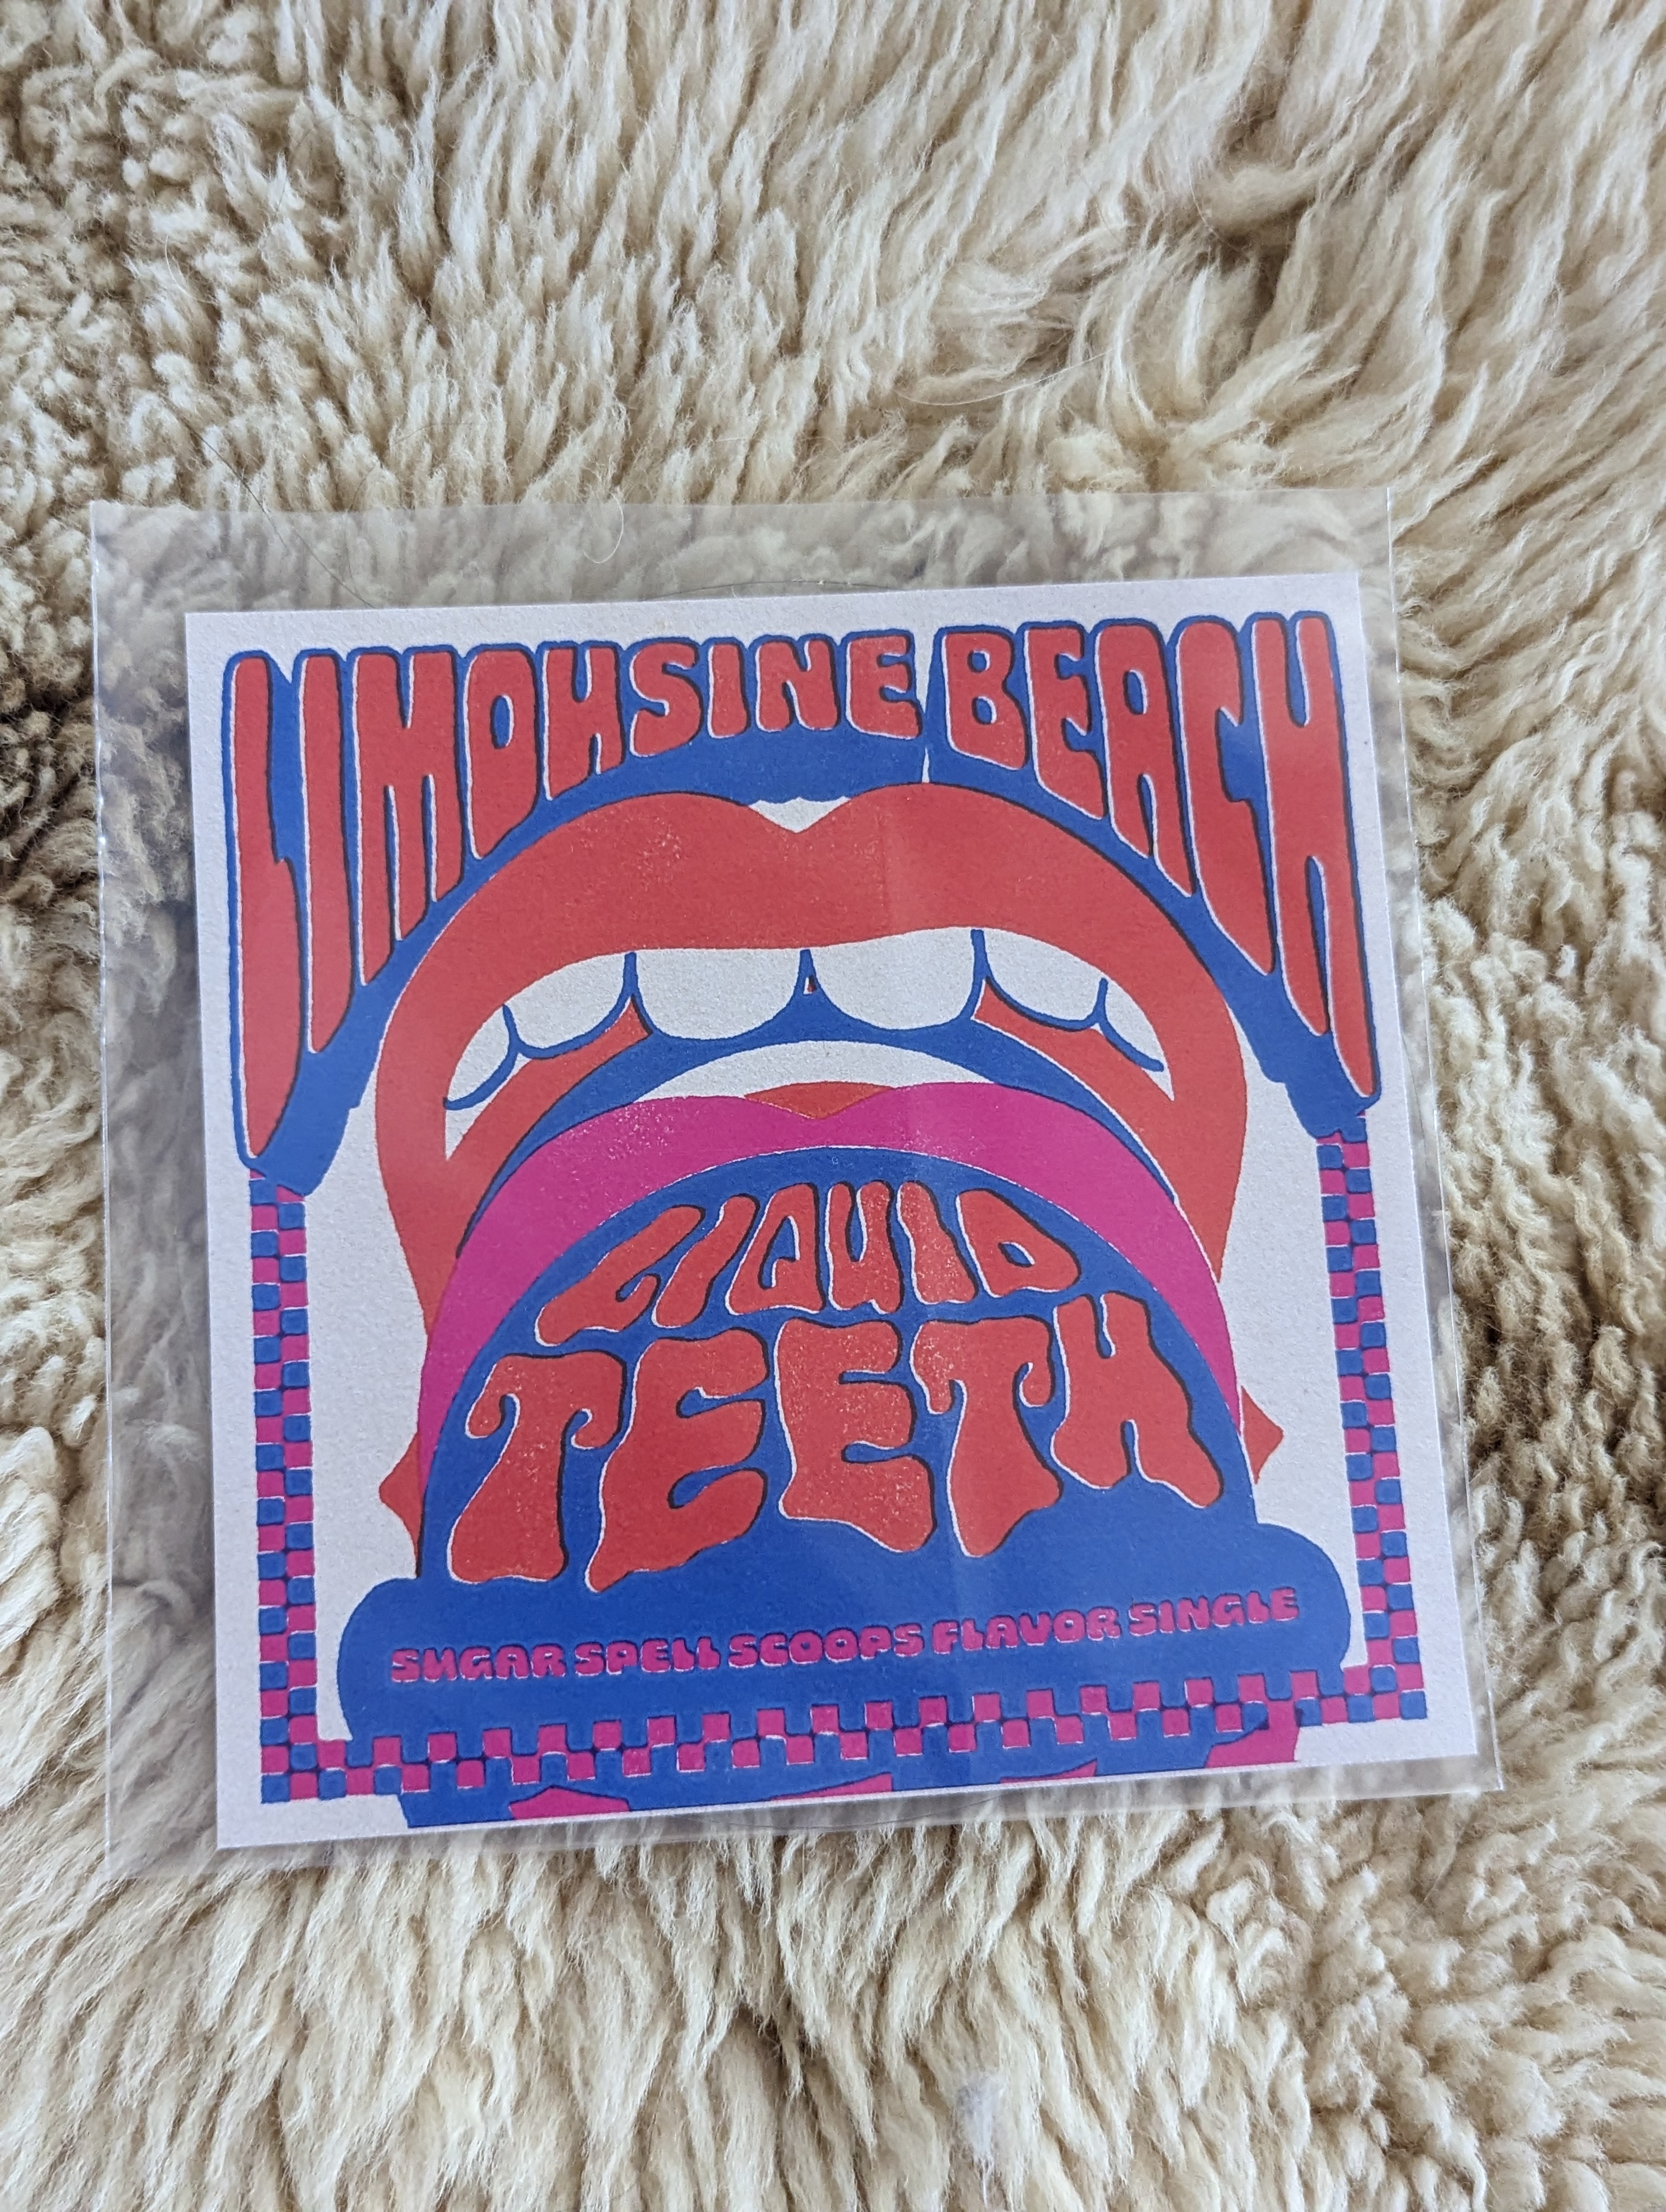 LIMOUSINE BEACH
LIQUID
TEETH
SUGAR SPELL SCOOPS FLAVOR SINGLE